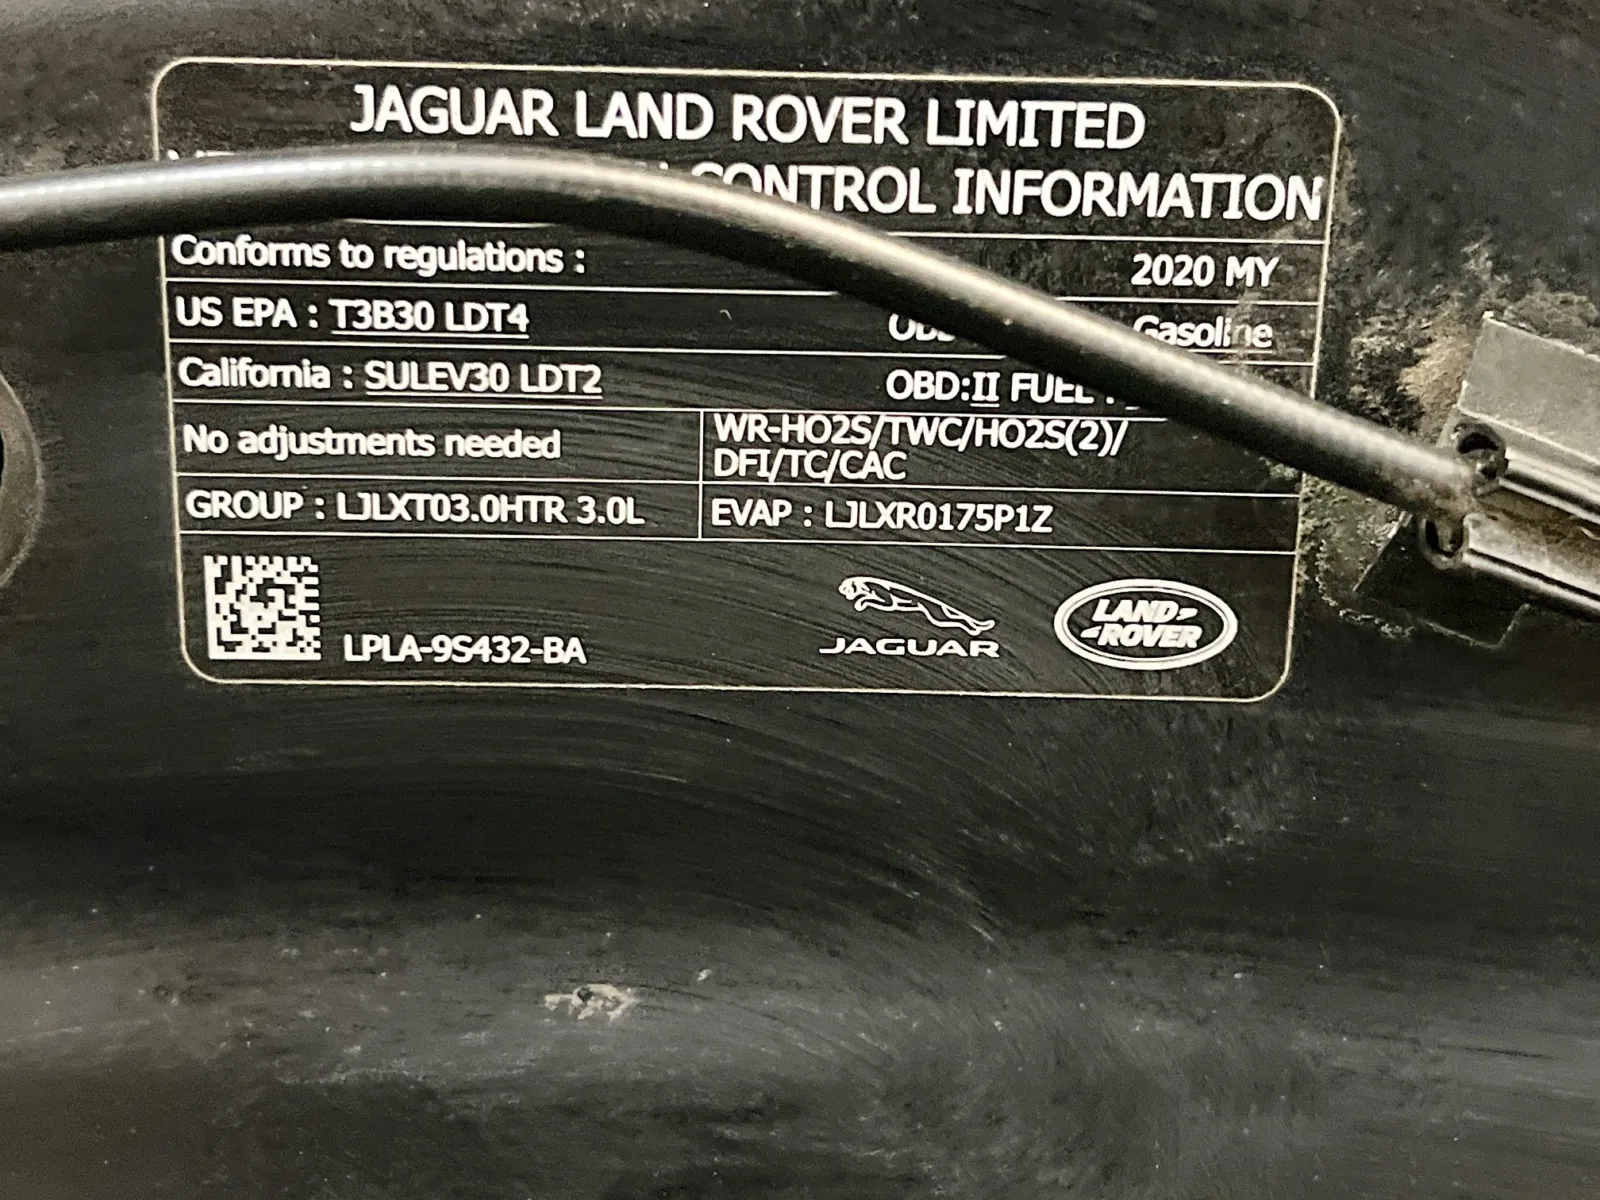 JAGUAR LAND ROVER LIMITED
CONTROL INFORMATION
Conforms to regulations :
2020 MY
US EPA : T3B30 LDT4
Gasoline
California : SULEV30 LDT2
OBD:II FUEL :
No adjustments needed
WR-HO2S/TWC/HO2S(2)/
DFI/TC/CAC
GROUP : LJLXT03.0HTR 3.0L
EVAP : LJLXR0175P1Z
LPLA-9S432-BA
JAGUAR
LAND
ROVER